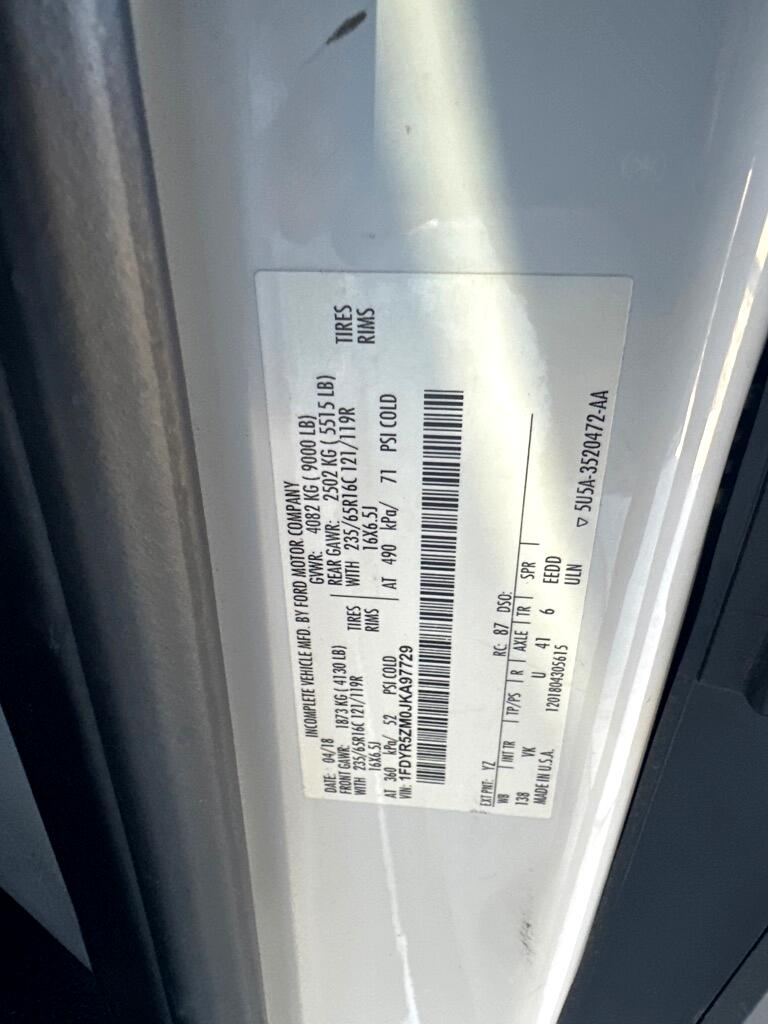 INCOMPLETE VEHICLE MFD. BY FORD MOTOR COMPANY
DATE: 04/18 GVWR: 4082 KG ( 9000 LB)
FRONT GAWR: 1873 KG ( 4130 LB) REAR GAWR: 2502 KG ( 5515 LB)
WITH 235/65R16C 121/119R TIRES WITH 235/65R16C 121/119R TIRES
16X6.5J RIMS 16X6.5J RIMS
AT 360 kPa/ 52 PSI COLD AT 490 kPa/ 71 PSI COLD
VIN: 1FDYR5ZM0JKA97729
EXT PNT: YZ RC: 87 DSO:
WB INT TR TP/PS R AXLE TR SPR
138 VK U 41 6 EEDD
MADE IN U.S.A. 1201804305615 ULN
▽ 5U5A-3520472-AA